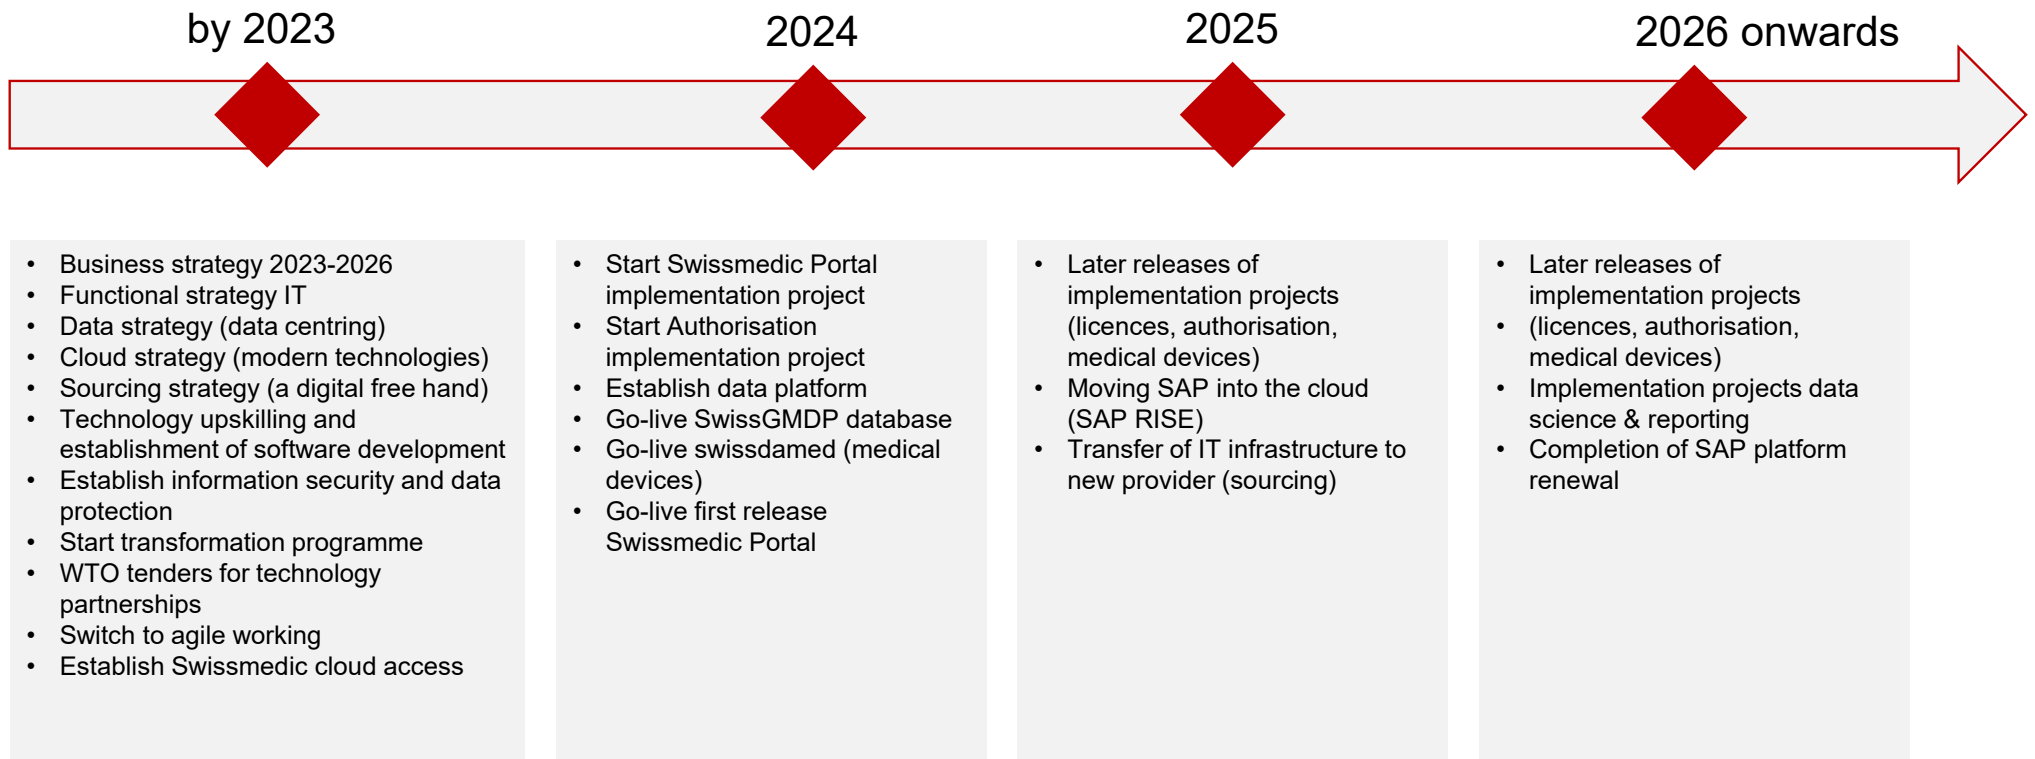 by 2023
2024
2025
2026 onwards
• Business strategy 2023-2026
• Functional strategy IT
• Data strategy (data centring)
• Cloud strategy (modern technologies)
• Sourcing strategy (a digital free hand)
• Technology upskilling and
establishment of software development
• Establish information security and data
protection
• Start transformation programme
• WTO tenders for technology
partnerships
• Switch to agile working
• Establish Swissmedic cloud access
• Start Swissmedic Portal
implementation project
• Start Authorisation
implementation project
• Establish data platform
• Go-live SwissGMDP database
• Go-live swissdamed (medical
devices)
• Go-live first release
Swissmedic Portal
• Later releases of
implementation projects
(licences, authorisation,
medical devices)
• Moving SAP into the cloud
(SAP RISE)
• Transfer of IT infrastructure to
new provider (sourcing)
• Later releases of
implementation projects
• (licences, authorisation,
medical devices)
• Implementation projects data
science & reporting
• Completion of SAP platform
renewal